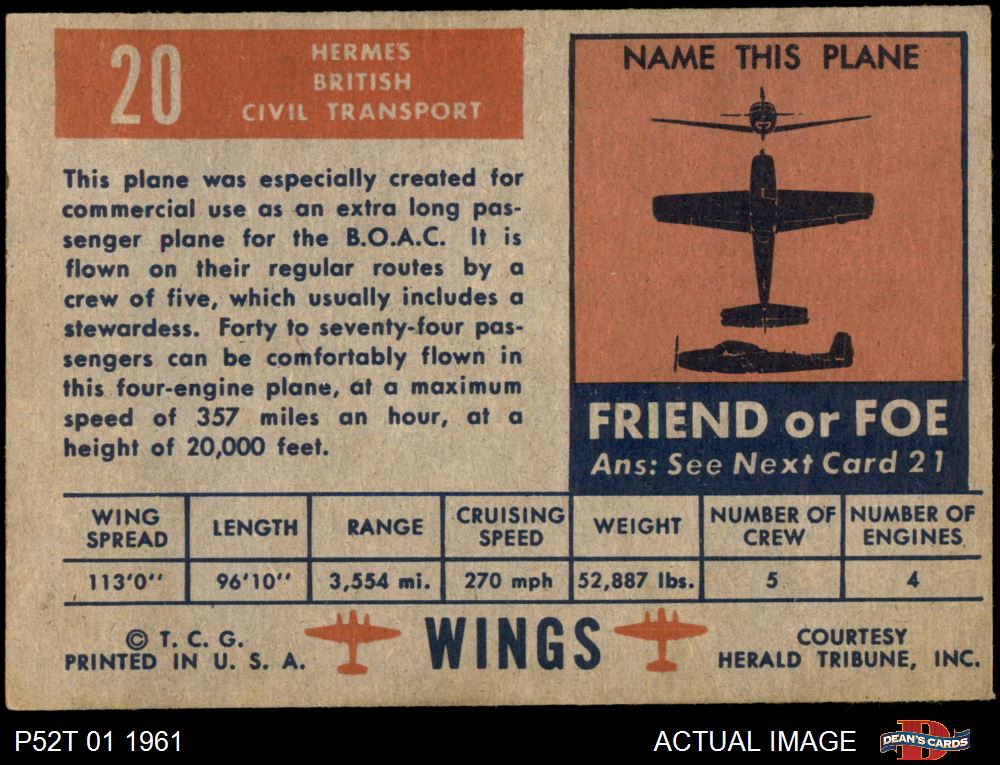 20
HERMES
BRITISH
CIVIL TRANSPORT
This plane was especially created for
commercial use as an extra long pas-
senger plane for the B.O.A.C. It is
flown on their regular routes by a
crew of five, which usually includes a
stewardess. Forty to seventy-four pas-
sengers can be comfortably flown in
this four-engine plane, at a maximum
speed of 357 miles an hour, at a
height of 20,000 feet.
NAME THIS PLANE
FRIEND or FOE
Ans: See Next Card 21
WING SPREAD LENGTH RANGE CRUISING SPEED WEIGHT NUMBER OF CREW NUMBER OF ENGINES
113'0" 96'10" 3,554 mi. 270 mph 52,887 lbs. 5 4
© T. C. G.
PRINTED IN U. S. A.
WINGS
COURTESY
HERALD TRIBUNE, INC.
P52T 01 1961
ACTUAL IMAGE
DEAN'S CARDS